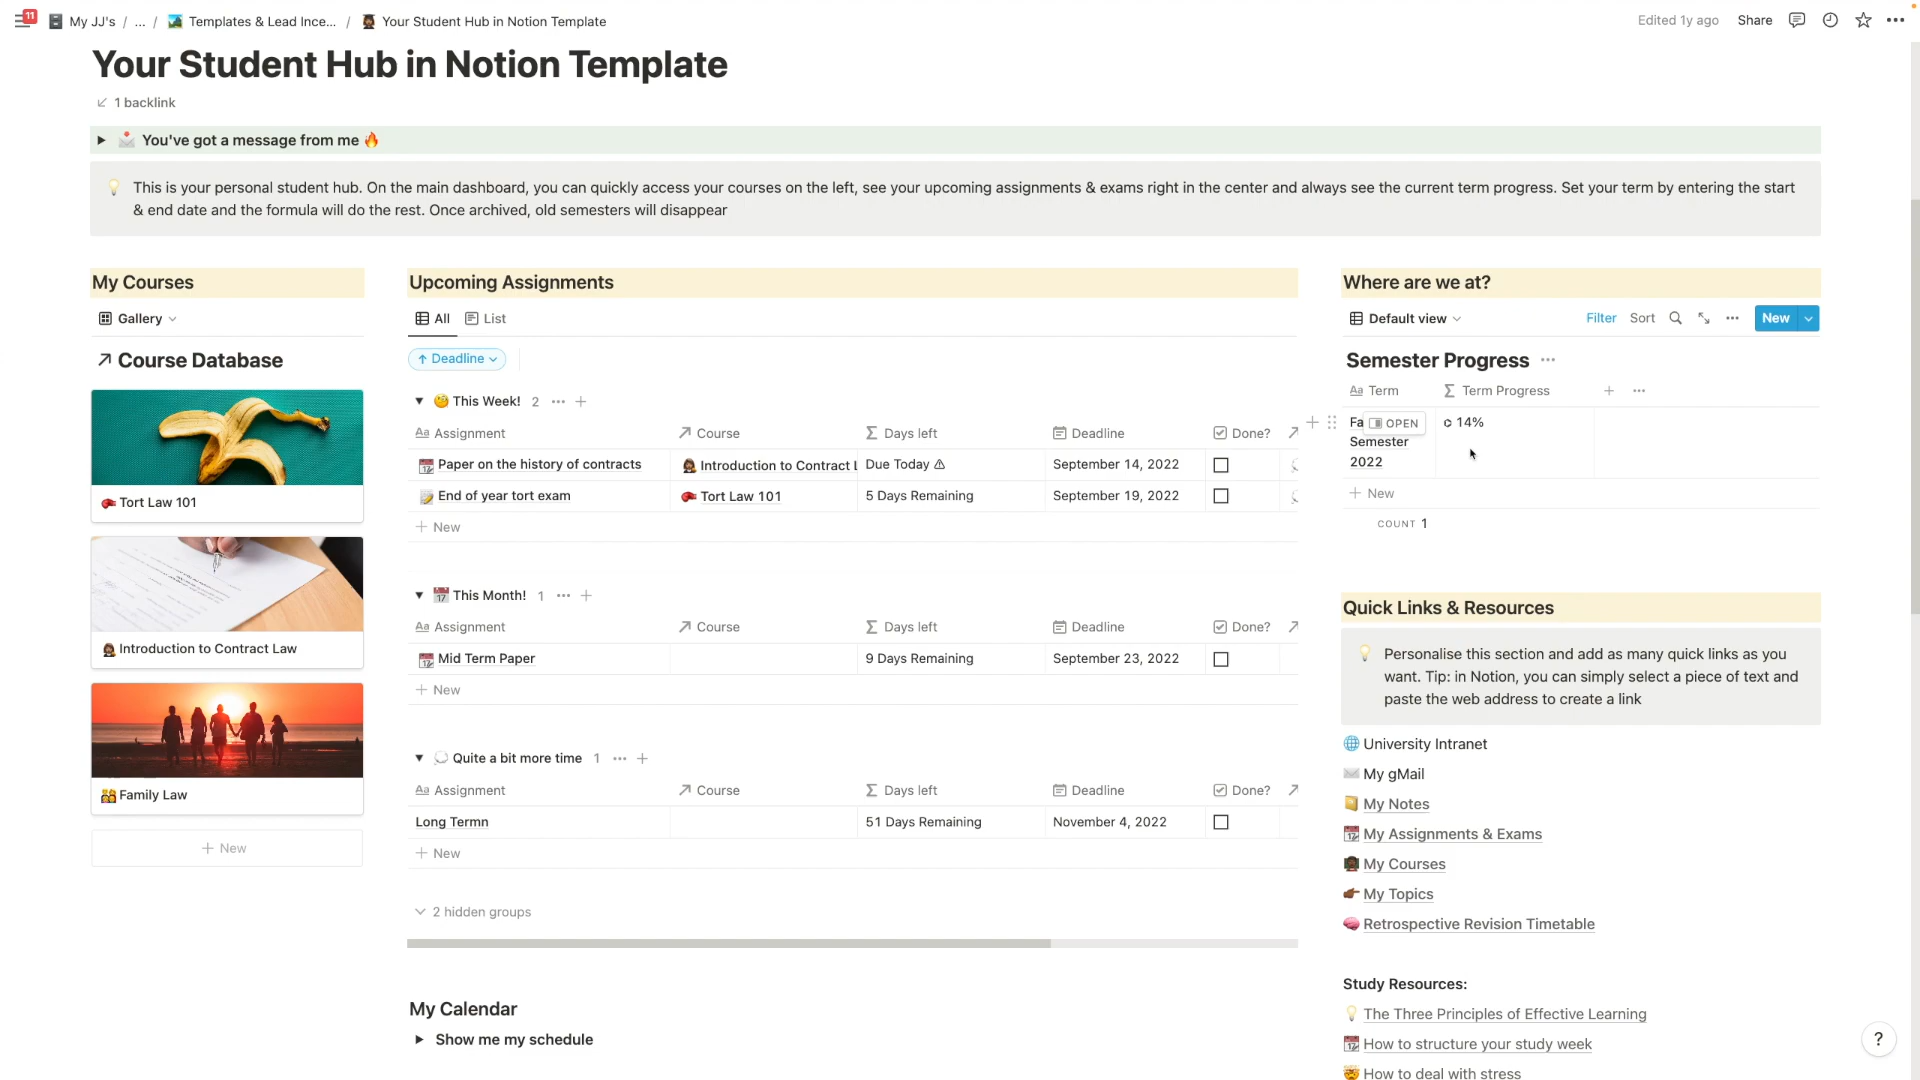 11
My JJ's / ... / Templates & Lead Ince... / Your Student Hub in Notion Template
Edited 1y ago Share
Your Student Hub in Notion Template
1 backlink
You've got a message from me
This is your personal student hub. On the main dashboard, you can quickly access your courses on the left, see your upcoming assignments & exams right in the center and always see the current term progress. Set your term by entering the start
& end date and the formula will do the rest. Once archived, old semesters will disappear
My Courses
Gallery
Course Database
Tort Law 101
Introduction to Contract Law
Family Law
+ New
Upcoming Assignments
All List
Deadline
This Week! 2
Aa Assignment Course Days left Deadline Done?
Paper on the history of contracts Introduction to Contract L Due Today September 14, 2022
End of year tort exam Tort Law 101 5 Days Remaining September 19, 2022
+ New
This Month! 1
Aa Assignment Course Days left Deadline Done?
Mid Term Paper 9 Days Remaining September 23, 2022
+ New
Quite a bit more time 1
Aa Assignment Course Days left Deadline Done?
Long Termn 51 Days Remaining November 4, 2022
+ New
2 hidden groups
My Calendar
Show me my schedule
Where are we at?
Default view Filter Sort New
Semester Progress
Aa Term Term Progress
Fa OPEN 14%
Semester
2022
+ New
COUNT 1
Quick Links & Resources
Personalise this section and add as many quick links as you
want. Tip: in Notion, you can simply select a piece of text and
paste the web address to create a link
University Intranet
My gMail
My Notes
My Assignments & Exams
My Courses
My Topics
Retrospective Revision Timetable
Study Resources:
The Three Principles of Effective Learning
How to structure your study week
How to deal with stress
?